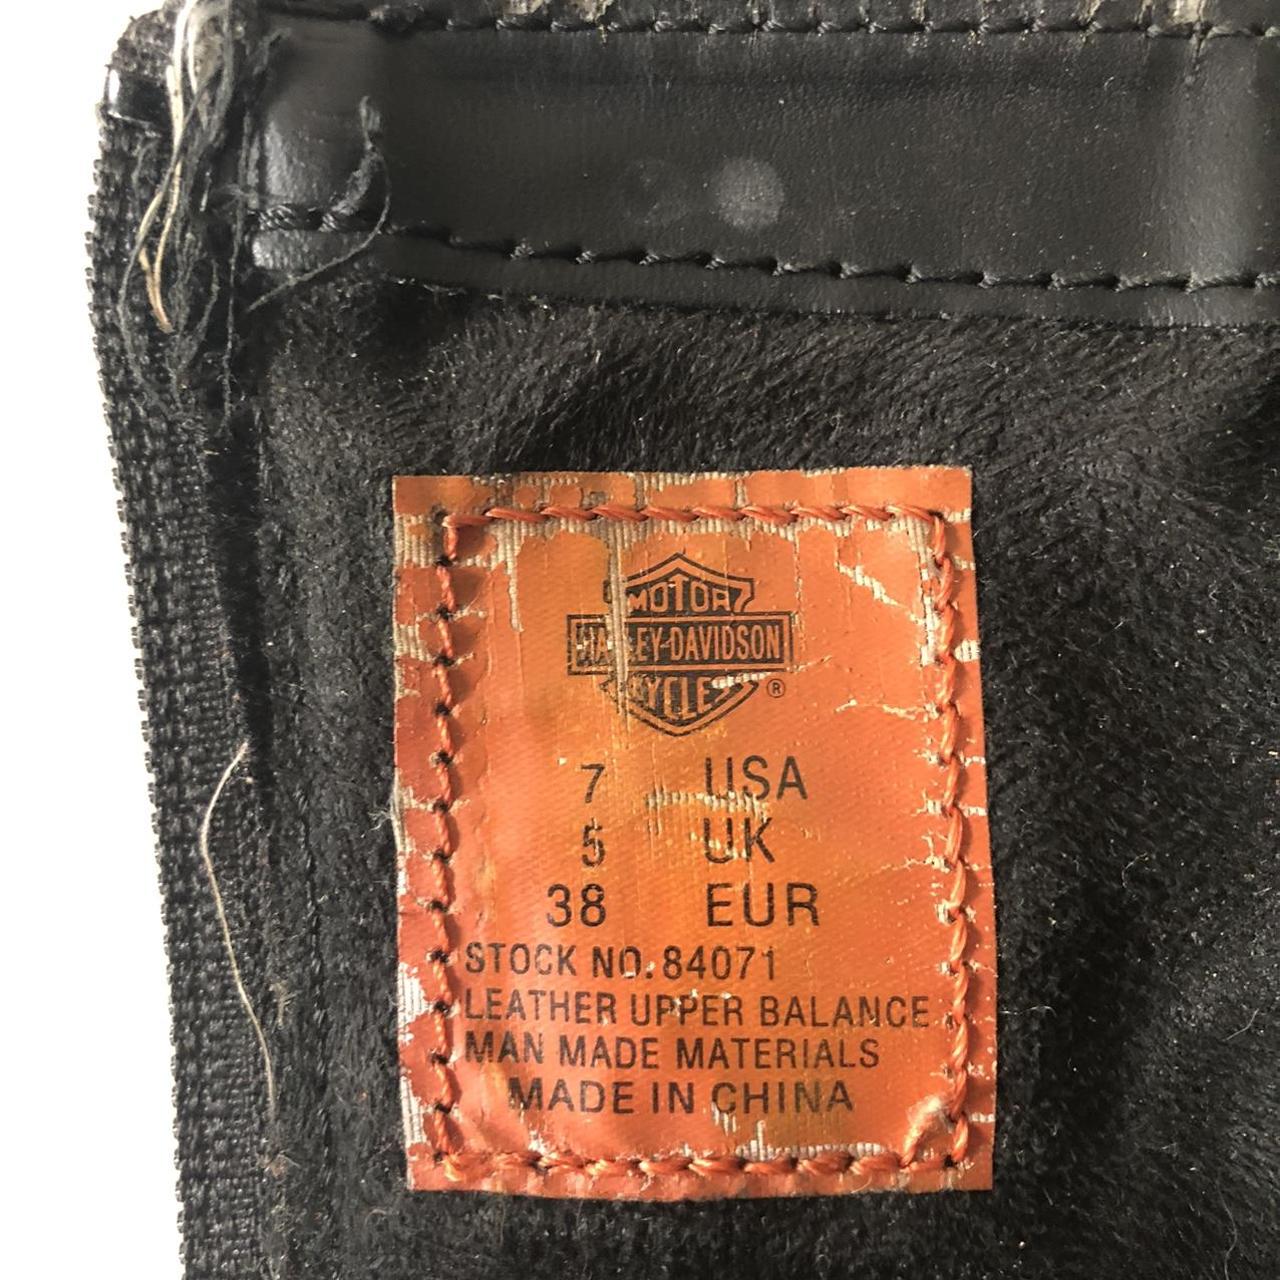 MOTOR
HARLEY-DAVIDSON
CYCLES
®
7 USA
5 UK
38 EUR
STOCK NO. 84071
LEATHER UPPER BALANCE
MAN MADE MATERIALS
MADE IN CHINA